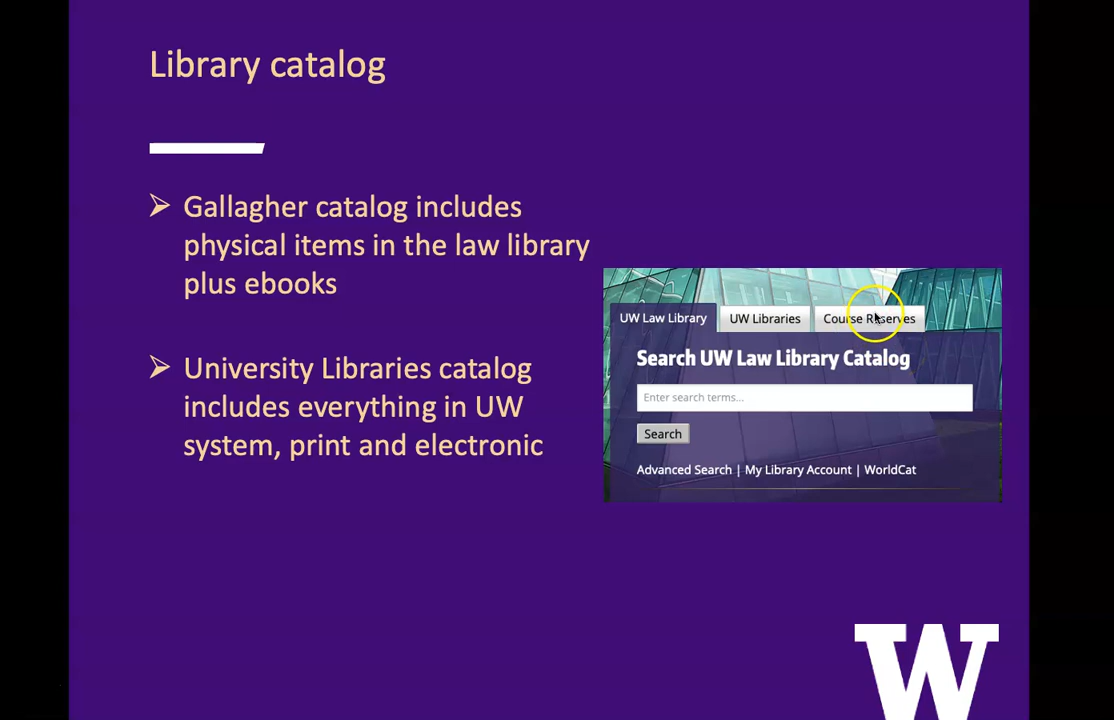 Library catalog
Gallagher catalog includes
physical items in the law library
plus ebooks
University Libraries catalog
includes everything in UW
system, print and electronic
UW Law Library UW Libraries Course Reserves
Search UW Law Library Catalog
Enter search terms...
Search
Advanced Search | My Library Account | WorldCat
W